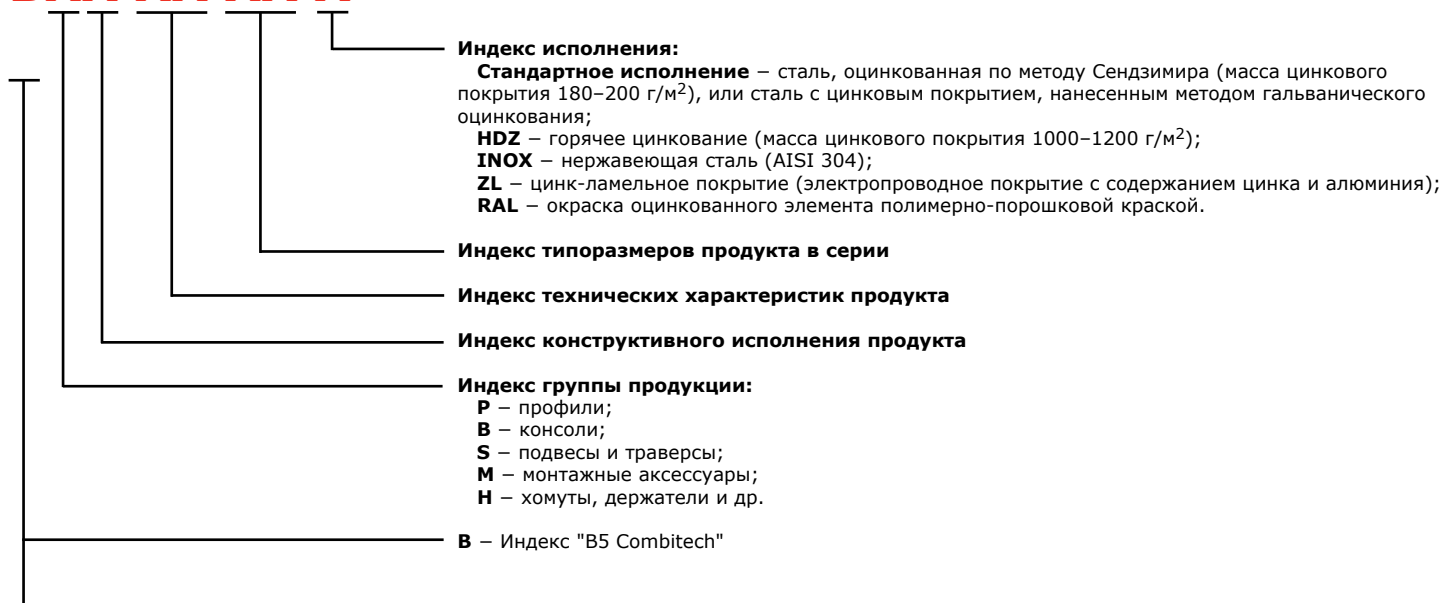 Индекс исполнения:
Стандартное исполнение − сталь, оцинкованная по методу Сендзимира (масса цинкового
покрытия 180–200 г/м²), или сталь с цинковым покрытием, нанесенным методом гальванического
оцинкования;
HDZ − горячее цинкование (масса цинкового покрытия 1000–1200 г/м²);
INOX − нержавеющая сталь (AISI 304);
ZL − цинк-ламельное покрытие (электропроводное покрытие с содержанием цинка и алюминия);
RAL − окраска оцинкованного элемента полимерно-порошковой краской.
Индекс типоразмеров продукта в серии
Индекс технических характеристик продукта
Индекс конструктивного исполнения продукта
Индекс группы продукции:
P − профили;
B − консоли;
S − подвесы и траверсы;
M − монтажные аксессуары;
H − хомуты, держатели и др.
B − Индекс "B5 Combitech"